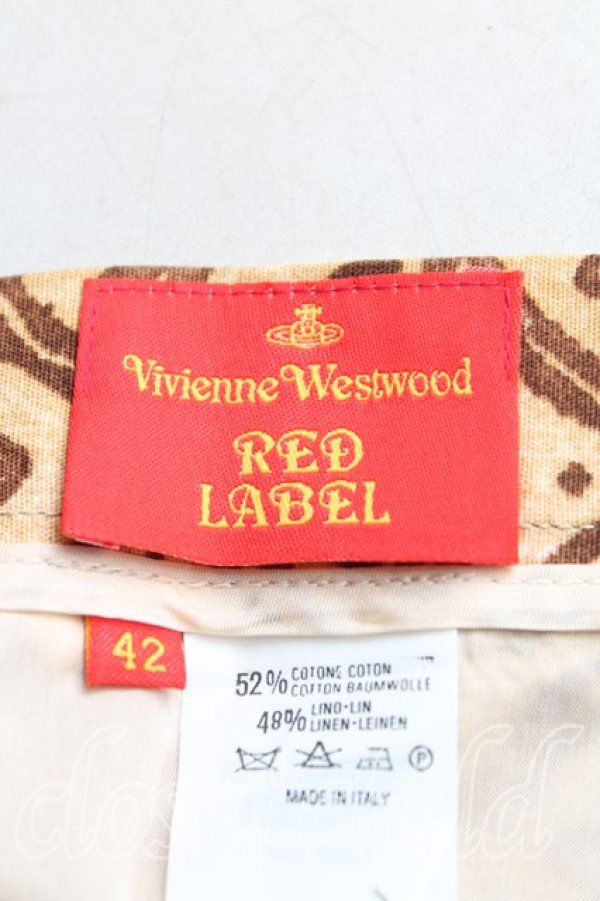 Vivienne Westwood
RED
LABEL
42
52% COTONE COTON
COTTON BAUMWOLLE
48% LINO-LIN
LINEN-LEINEN
P
MADE IN ITALY